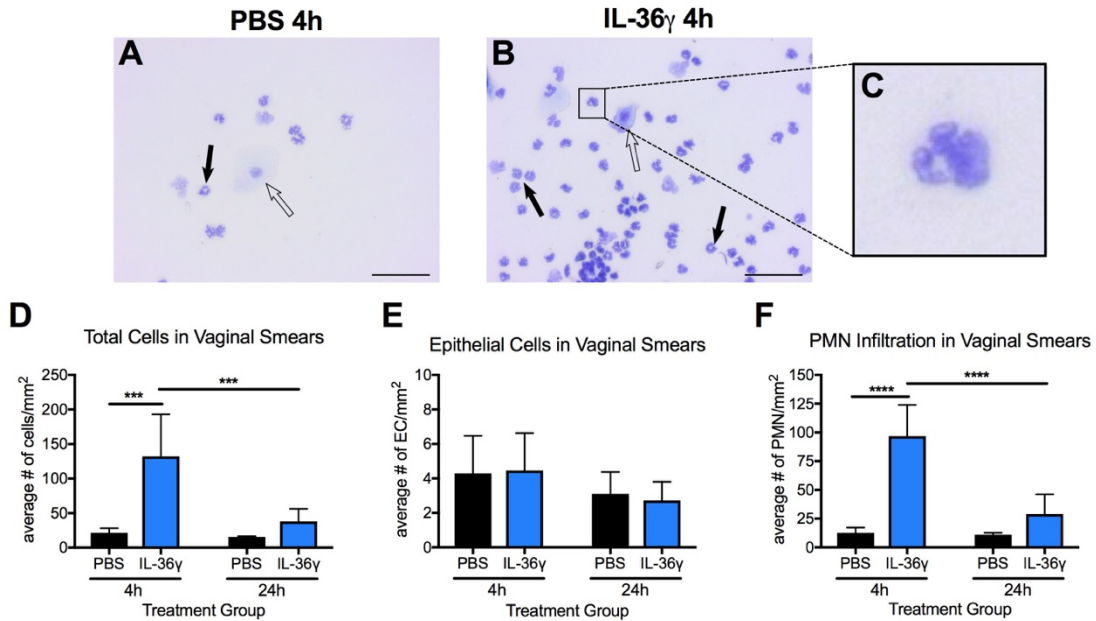 PBS 4h
IL-36γ 4h
A
B
C
D
Total Cells in Vaginal Smears
average # of cells/mm²
250
200
150
100
50
0
***
***
PBS
IL-36γ
PBS
IL-36γ
4h
24h
Treatment Group
E
Epithelial Cells in Vaginal Smears
average # of EC/mm²
10
8
6
4
2
0
PBS
IL-36γ
PBS
IL-36γ
4h
24h
Treatment Group
F
PMN Infiltration in Vaginal Smears
average # of PMN/mm²
150
125
100
75
50
25
0
****
****
PBS
IL-36γ
PBS
IL-36γ
4h
24h
Treatment Group